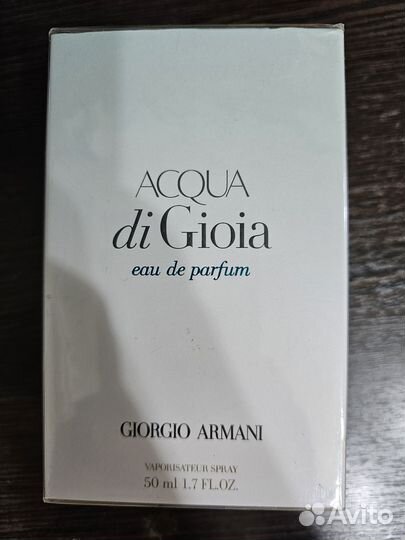 ACQUA
di Gioia
eau de parfum
GIORGIO ARMANI
VAPORISATEUR SPRAY
50 ml 1.7 FL.OZ.
Avito